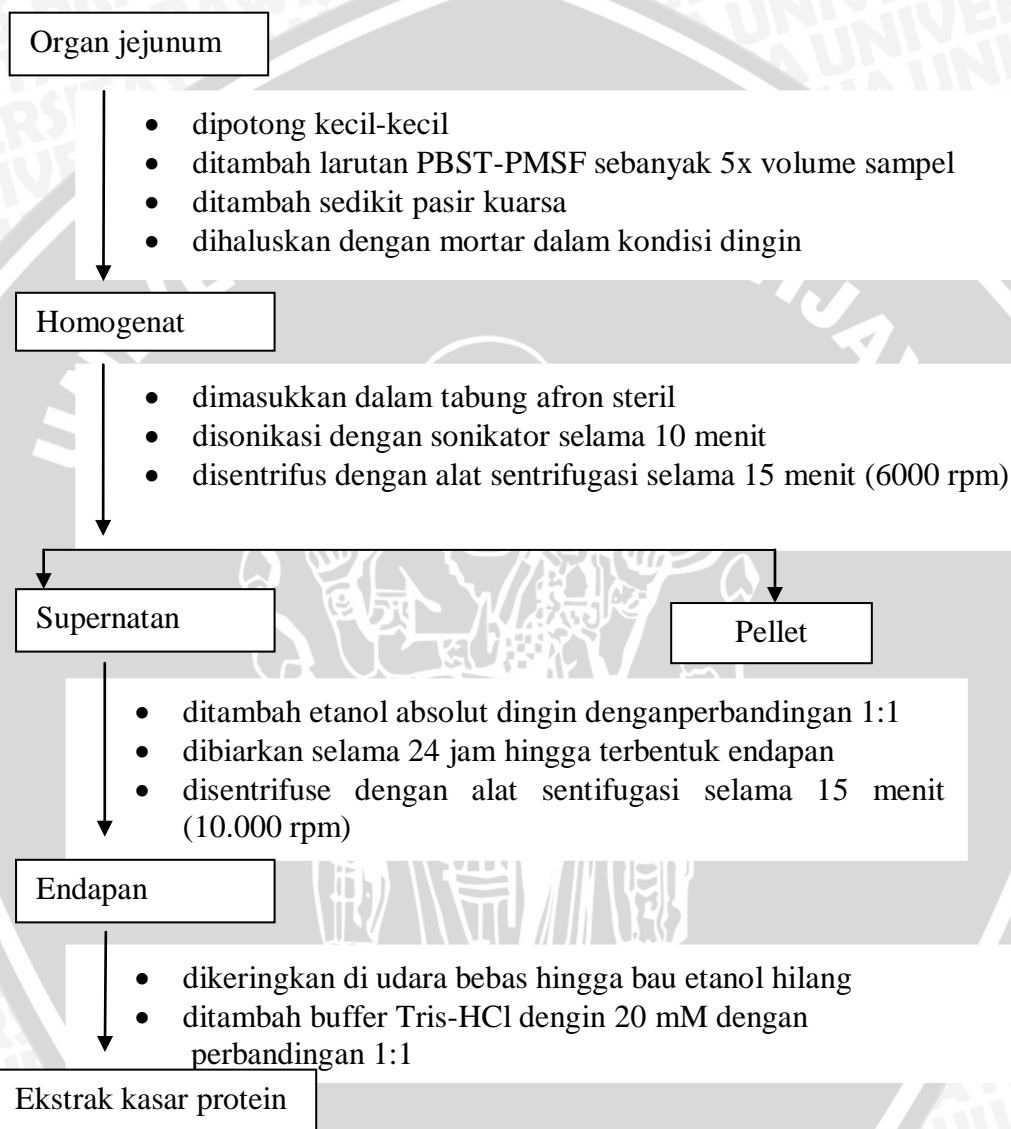 Organ jejunum
• dipotong kecil-kecil
• ditambah larutan PBST-PMSF sebanyak 5x volume sampel
• ditambah sedikit pasir kuarsa
• dihaluskan dengan mortar dalam kondisi dingin
Homogenat
• dimasukkan dalam tabung afron steril
• disonikasi dengan sonikator selama 10 menit
• disentrifus dengan alat sentrifugasi selama 15 menit (6000 rpm)
Supernatan
Pellet
• ditambah etanol absolut dingin denganperbandingan 1:1
• dibiarkan selama 24 jam hingga terbentuk endapan
• disentrifuse dengan alat sentifugasi selama 15 menit
(10.000 rpm)
Endapan
• dikeringkan di udara bebas hingga bau etanol hilang
• ditambah buffer Tris-HCl dengin 20 mM dengan
perbandingan 1:1
Ekstrak kasar protein